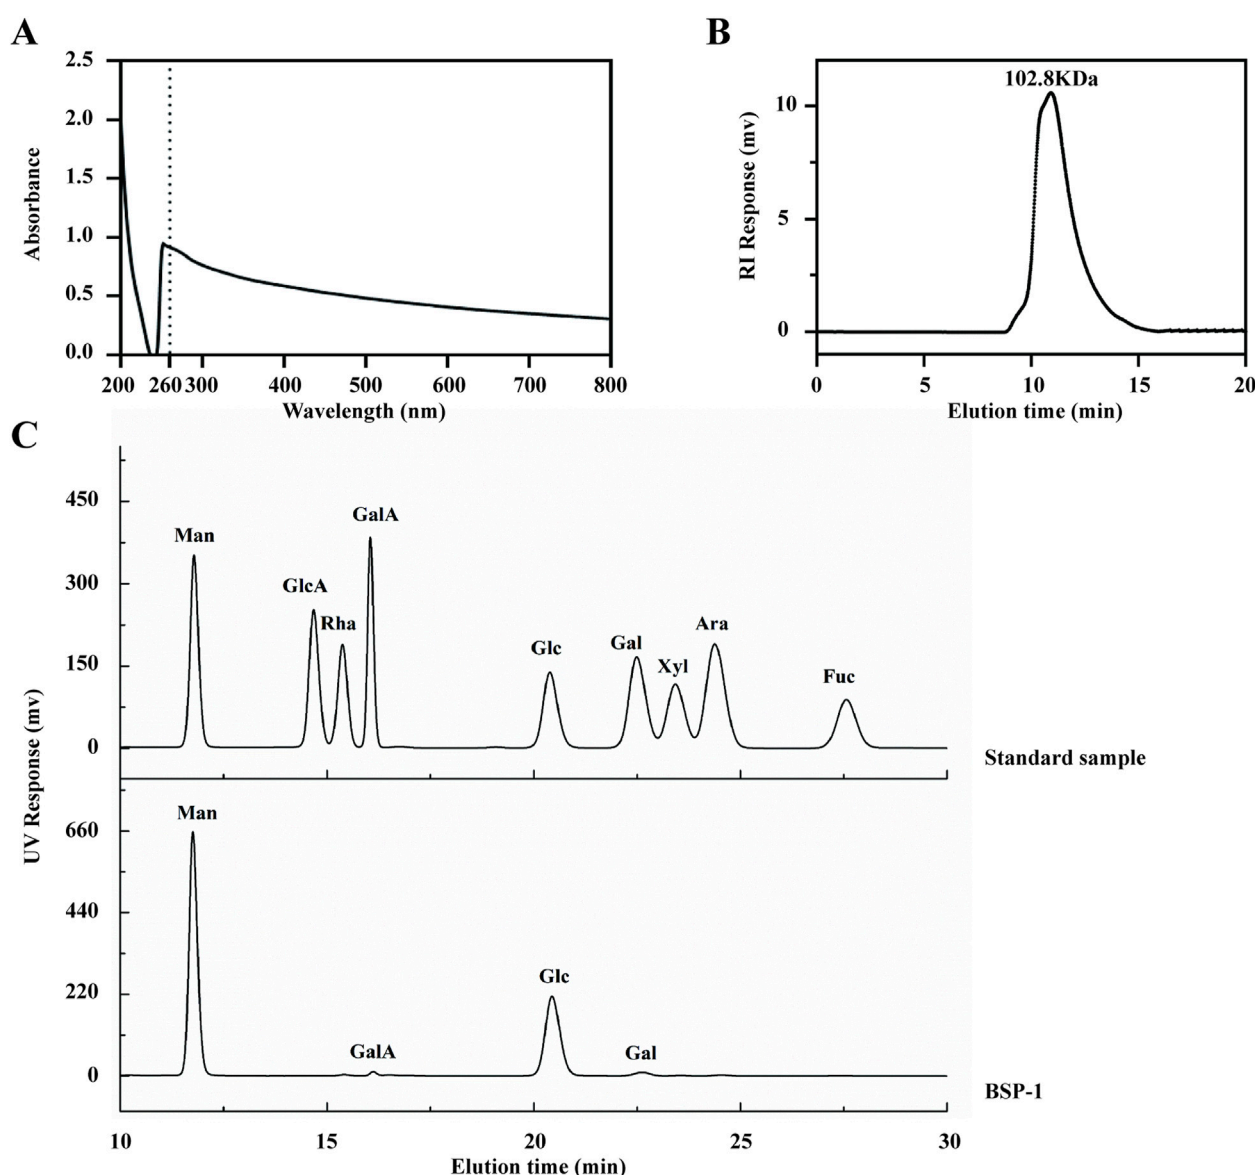 A
2.5
2.0
1.5
1.0
0.5
0.0
Absorbance
200 260 300 400 500 600 700 800
Wavelength (nm)
B
102.8KDa
10
5
0
RI Response (mv)
0 5 10 15 20
Elution time (min)
C
450
300
150
0
Man
GlcA
Rha
GalA
Glc
Gal
Xyl
Ara
Fuc
Standard sample
UV Response (mv)
660
440
220
0
Man
GalA
Glc
Gal
BSP-1
10 15 20 25 30
Elution time (min)